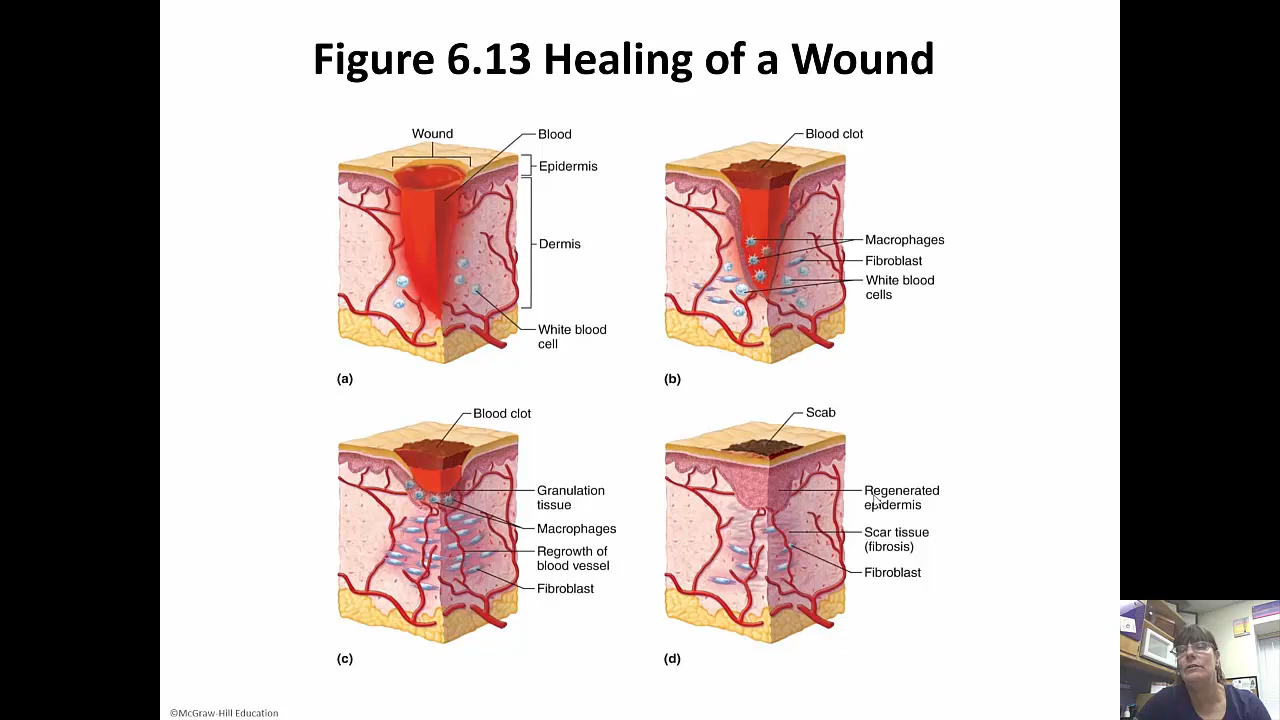 Figure 6.13 Healing of a Wound
Wound
Blood
Epidermis
Dermis
White blood
cell
(a)
Blood clot
Macrophages
Fibroblast
White blood
cells
(b)
Blood clot
Granulation
tissue
Macrophages
Regrowth of
blood vessel
Fibroblast
(c)
Scab
Regenerated
epidermis
Scar tissue
(fibrosis)
Fibroblast
(d)
©McGraw-Hill Education